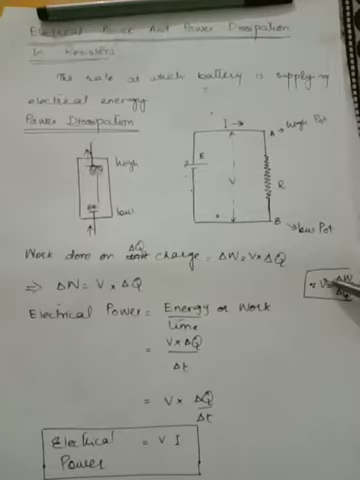 Electrical Power And Power Dissipation
In Resistors
The rate at which battery is supplying
electrical energy
Power Dissipation
high
low
I →
A → high Pot
E
V
R
B → low Pot
Work done on ΔQ charge = ΔW = V × ΔQ
⇒ ΔW = V × ΔQ
∵ V = ΔW
ΔQ
Electrical Power = Energy or Work
time
= V × ΔQ
Δt
= V × ΔQ
Δt
Electrical = V I
Power